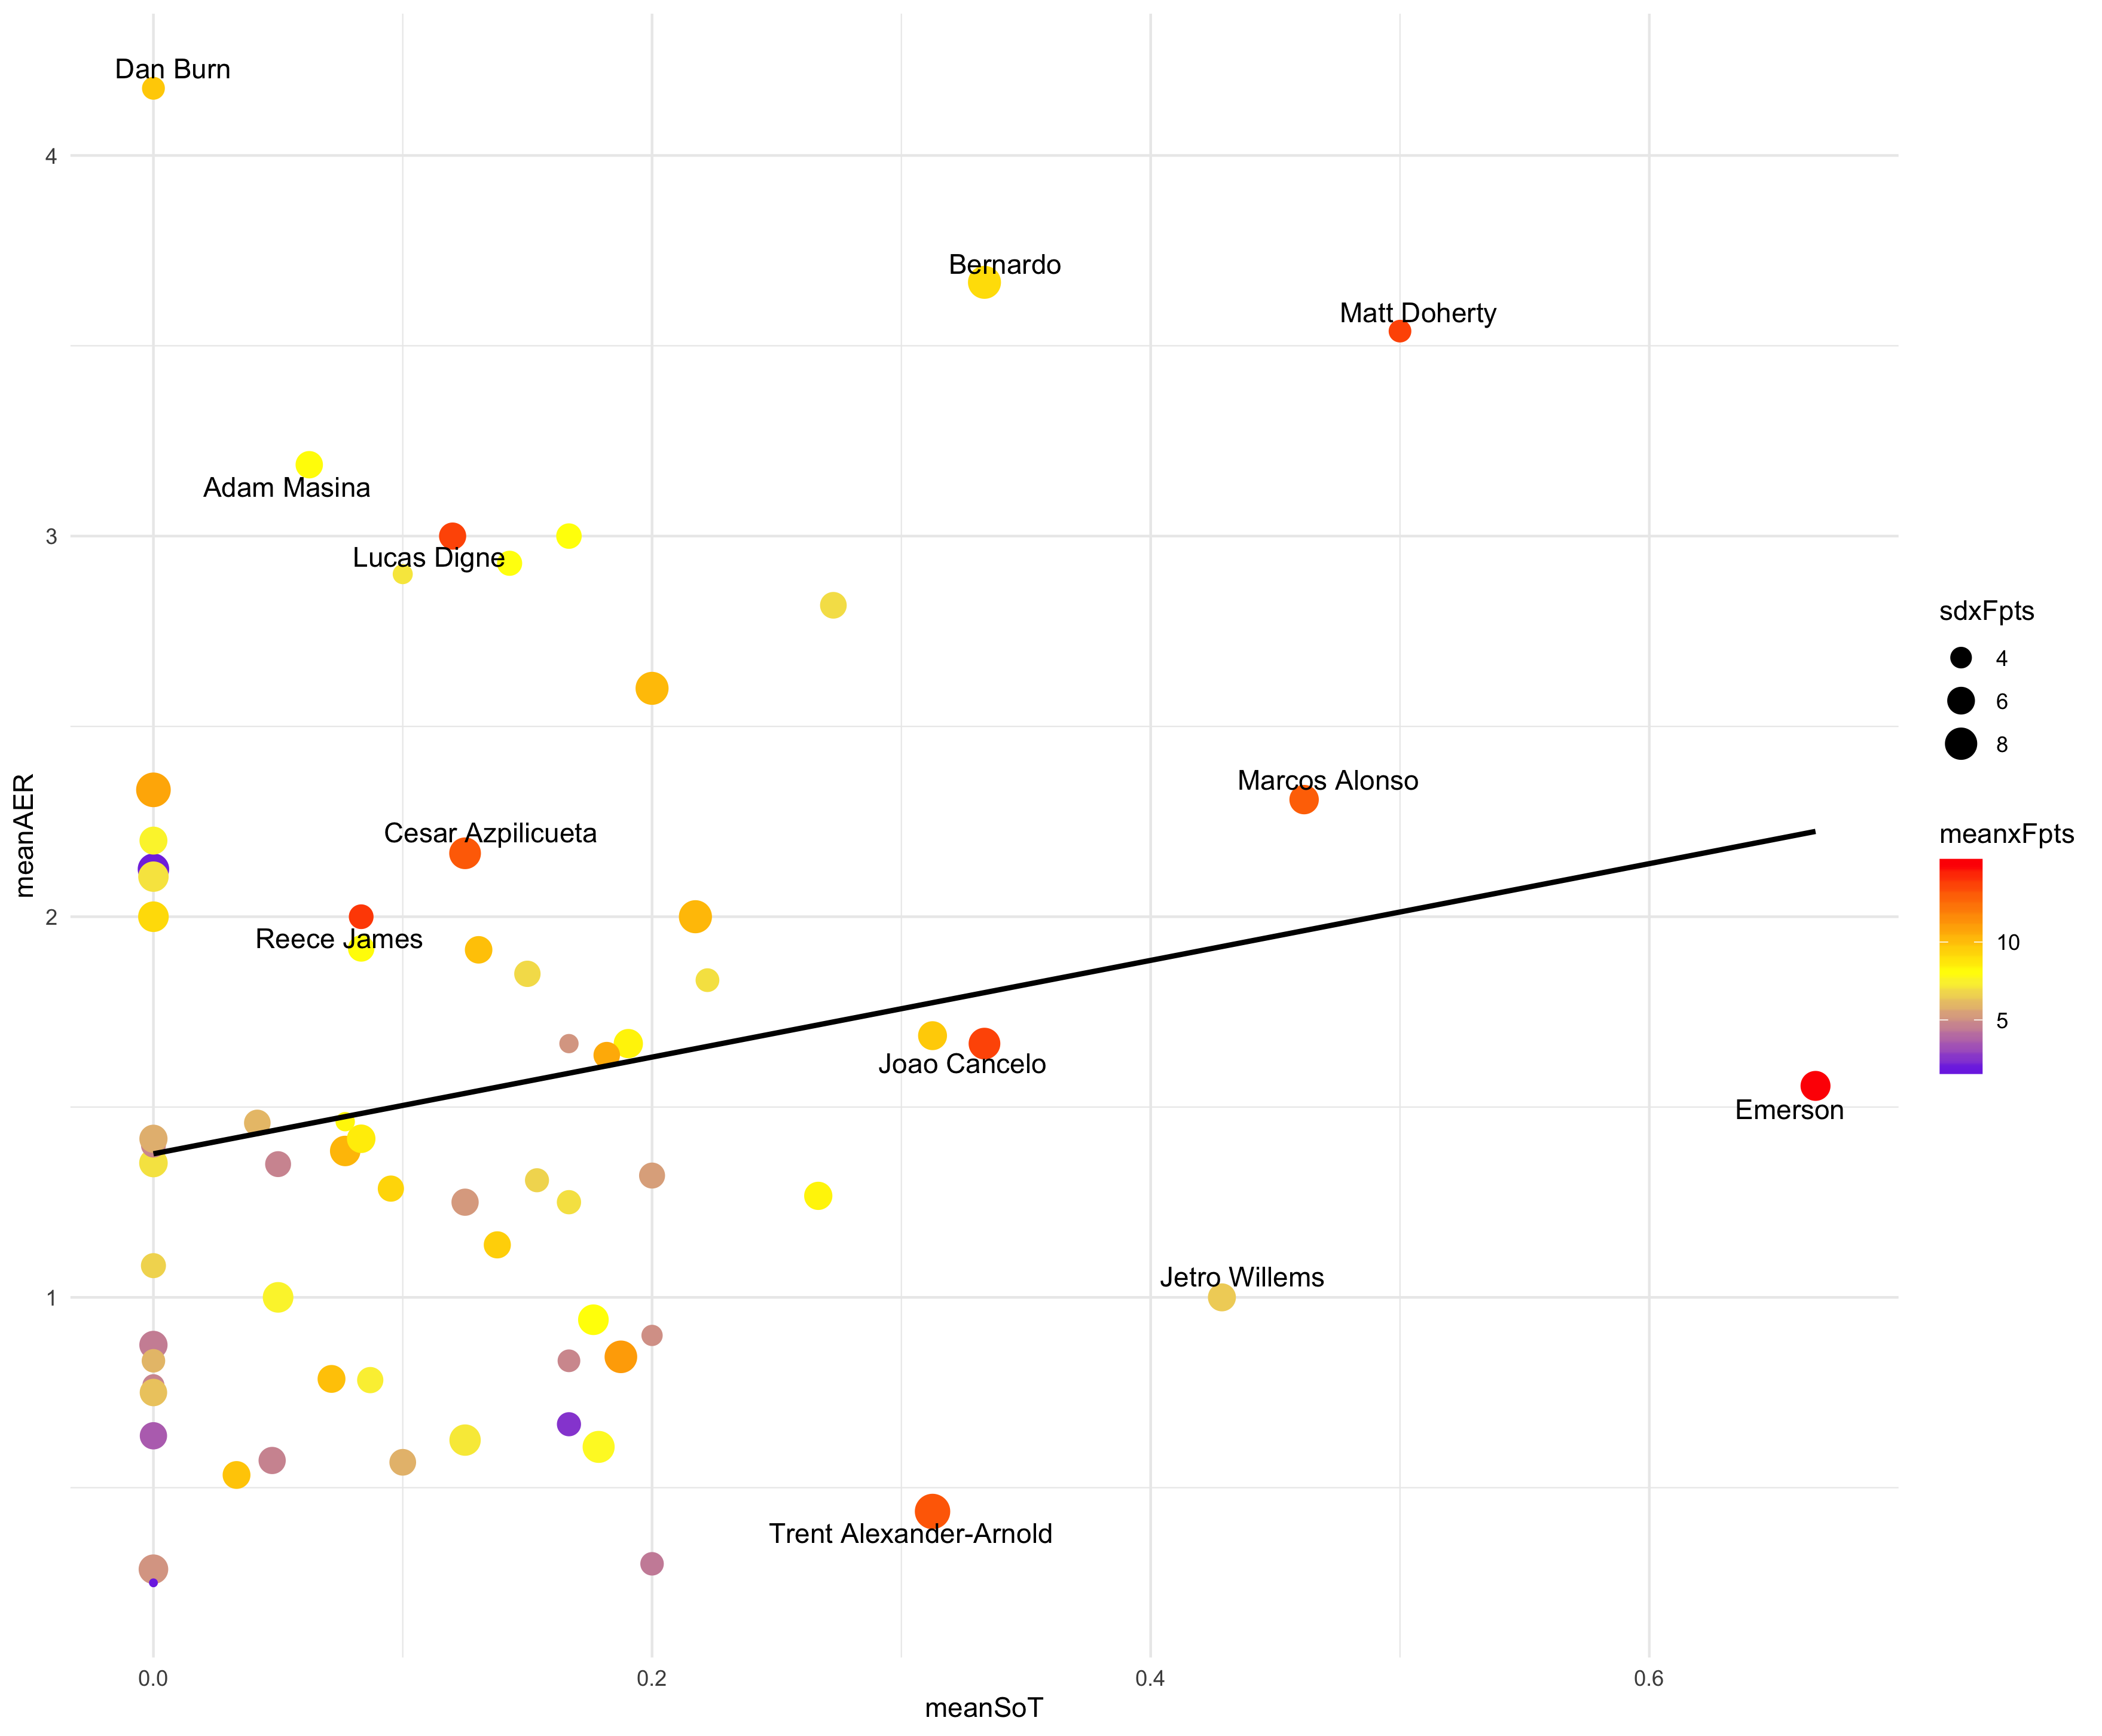 Dan Burn
4
Bernardo
Matt Doherty
Adam Masina
3
Lucas Digne
sdxFpts
4
6
8
meanAER
Marcos Alonso
Cesar Azpilicueta
meanxFpts
2
Reece James
10
5
Joao Cancelo
Emerson
Jetro Willems
1
Trent Alexander-Arnold
0.0
0.2
0.4
0.6
meanSoT